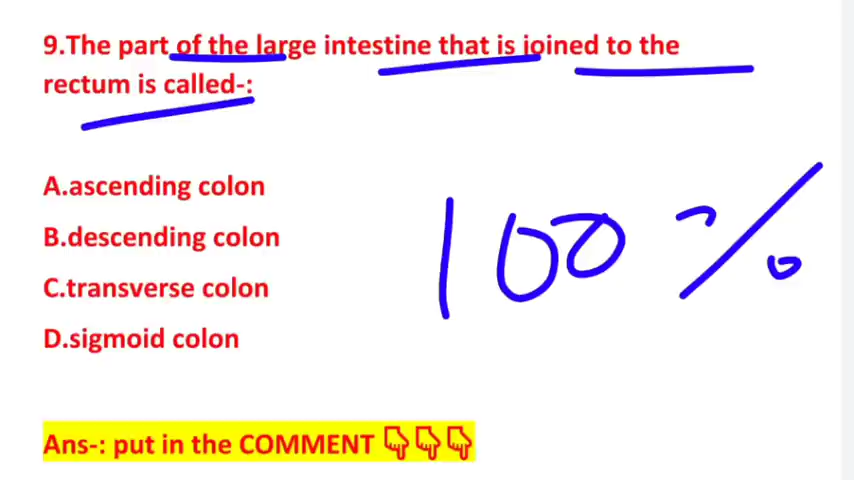 9.The part of the large intestine that is joined to the
rectum is called-:
A.ascending colon
B.descending colon
100 %
C.transverse colon
D.sigmoid colon
Ans-: put in the COMMENT 👇👇👇